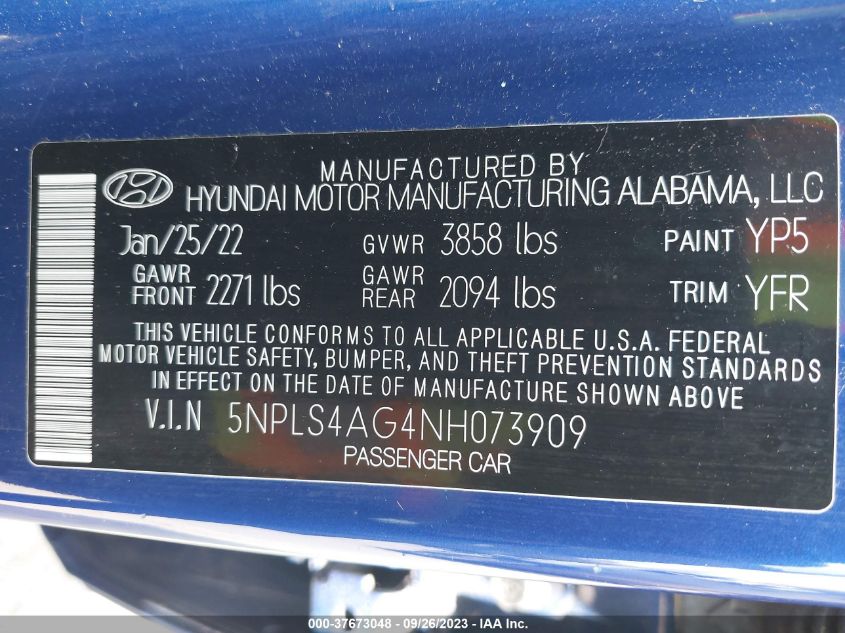 MANUFACTURED BY
HYUNDAI MOTOR MANUFACTURING ALABAMA, LLC
Jan/25/22 GVWR 3858 lbs PAINT YP5
GAWR FRONT 2271 lbs GAWR REAR 2094 lbs TRIM YFR
THIS VEHICLE CONFORMS TO ALL APPLICABLE U.S.A. FEDERAL
MOTOR VEHICLE SAFETY, BUMPER, AND THEFT PREVENTION STANDARDS
IN EFFECT ON THE DATE OF MANUFACTURE SHOWN ABOVE
V.I.N 5NPLS4AG4NH073909
PASSENGER CAR
000-37673048 - 09/26/2023 - IAA Inc.